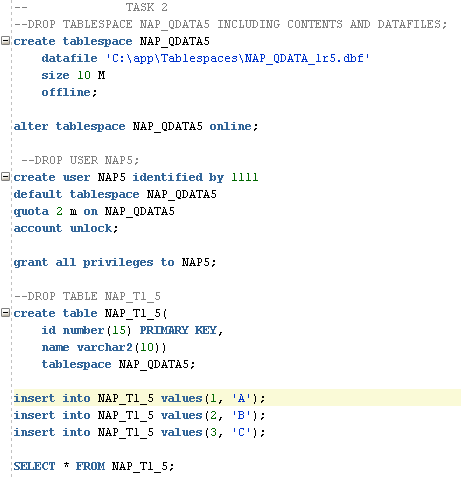 --               TASK 2
--DROP TABLESPACE NAP_QDATA5 INCLUDING CONTENTS AND DATAFILES;
create tablespace NAP_QDATA5
    datafile 'C:\app\Tablespaces\NAP_QDATA_lr5.dbf'
    size 10 M
    offline;

alter tablespace NAP_QDATA5 online;

 --DROP USER NAP5;
create user NAP5 identified by 1111
default tablespace NAP_QDATA5
quota 2 m on NAP_QDATA5
account unlock;

grant all privileges to NAP5;

--DROP TABLE NAP_T1_5
create table NAP_T1_5(
    id number(15) PRIMARY KEY,
    name varchar2(10))
    tablespace NAP_QDATA5;

insert into NAP_T1_5 values(1, 'A');
insert into NAP_T1_5 values(2, 'B');
insert into NAP_T1_5 values(3, 'C');

SELECT * FROM NAP_T1_5;